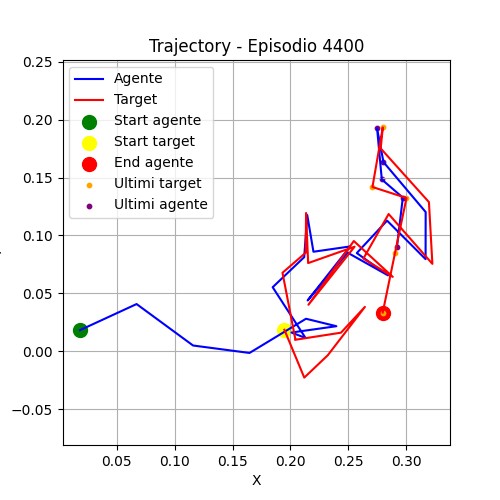 Trajectory - Episodio 4400
Agente
Target
Start agente
Start target
End agente
Ultimi target
Ultimi agente
0.25
0.20
0.15
0.10
0.05
0.00
−0.05
0.05
0.10
0.15
0.20
0.25
0.30
X